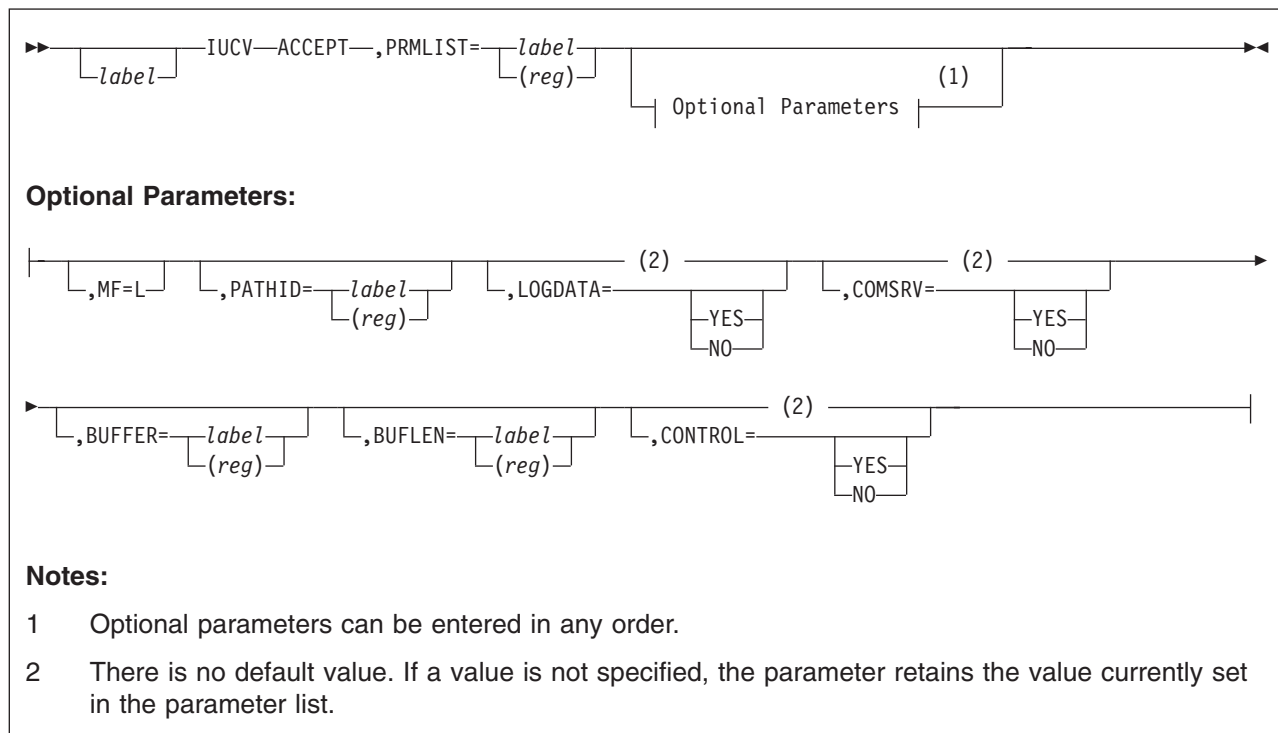 IUCV ACCEPT ,PRMLIST= label
label (reg) (1)
Optional Parameters
Optional Parameters:
(2) (2)
,MF=L ,PATHID= label ,LOGDATA= ,COMSRV=
(reg) YES YES
NO NO
(2)
,BUFFER= label ,BUFLEN= label ,CONTROL=
(reg) (reg) YES
NO
Notes:
1 Optional parameters can be entered in any order.
2 There is no default value. If a value is not specified, the parameter retains the value currently set
in the parameter list.